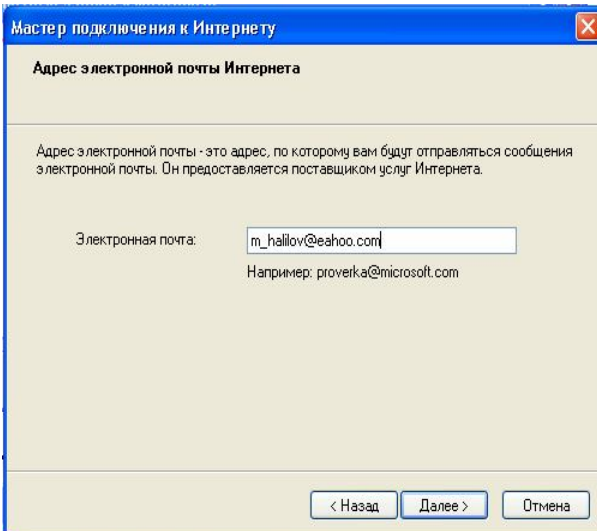 Мастер подключения к Интернету
Адрес электронной почты Интернета
Адрес электронной почты - это адрес, по которому вам будут отправляться сообщения
электронной почты. Он предоставляется поставщиком услуг Интернета.
Электронная почта: m_halilov@eahoo.com
Например: proverka@microsoft.com
< Назад Далее > Отмена